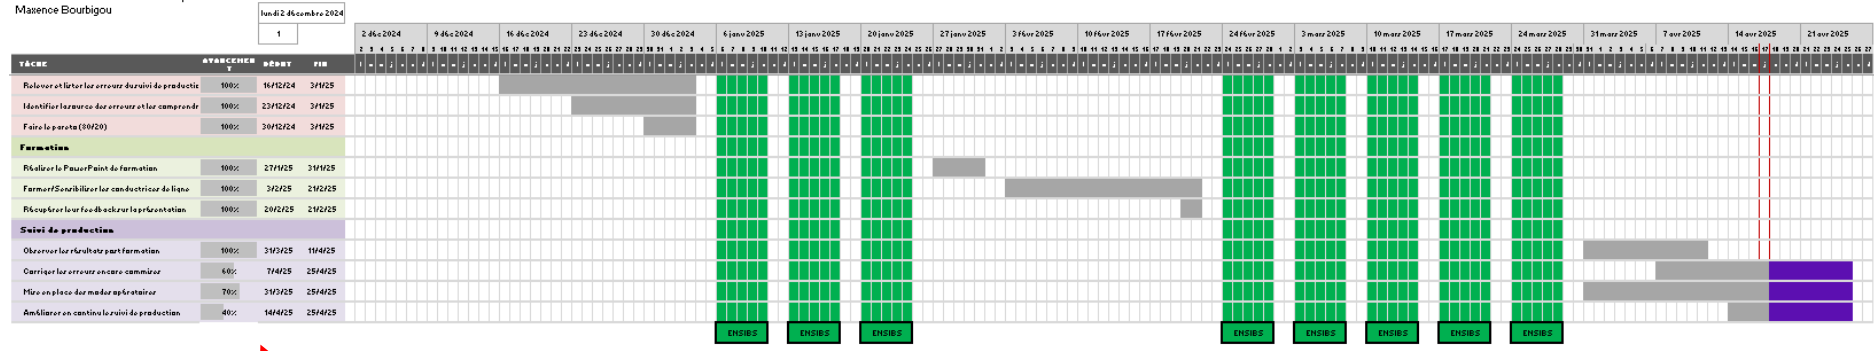 Maxence Bourbigou
lundi 2 décembre 2024
1
2 déc 2024 9 déc 2024 16 déc 2024 23 déc 2024 30 déc 2024 6 janv 2025 13 janv 2025 20 janv 2025 27 janv 2025 3 févr 2025 10 févr 2025 17 févr 2025 24 févr 2025 3 mars 2025 10 mars 2025 17 mars 2025 24 mars 2025 31 mars 2025 7 avr 2025 14 avr 2025 21 avr 2025
TÂCHE AVANCEMENT DÉBUT FIN
Relever et lister les erreurs du suivi de productio 100% 16/12/24 3/1/25
Identifier la source des erreurs et les comprendr 100% 23/12/24 3/1/25
Faire le pareto (80/20) 100% 30/12/24 3/1/25
Formation
Réaliser le PowerPoint de formation 100% 27/1/25 31/1/25
Former/Sensibiliser les conductrices de ligne 100% 3/2/25 21/2/25
Récupérer leur feedback sur la présentation 100% 20/2/25 21/2/25
Suivi de production
Observer les résultats post formation 100% 31/3/25 11/4/25
Corriger les erreurs encore commises 60% 7/4/25 25/4/25
Mise en place des modes opératoires 70% 31/3/25 25/4/25
Améliorer en continu le suivi de production 40% 14/4/25 25/4/25
ENSIBS ENSIBS ENSIBS ENSIBS ENSIBS ENSIBS ENSIBS ENSIBS